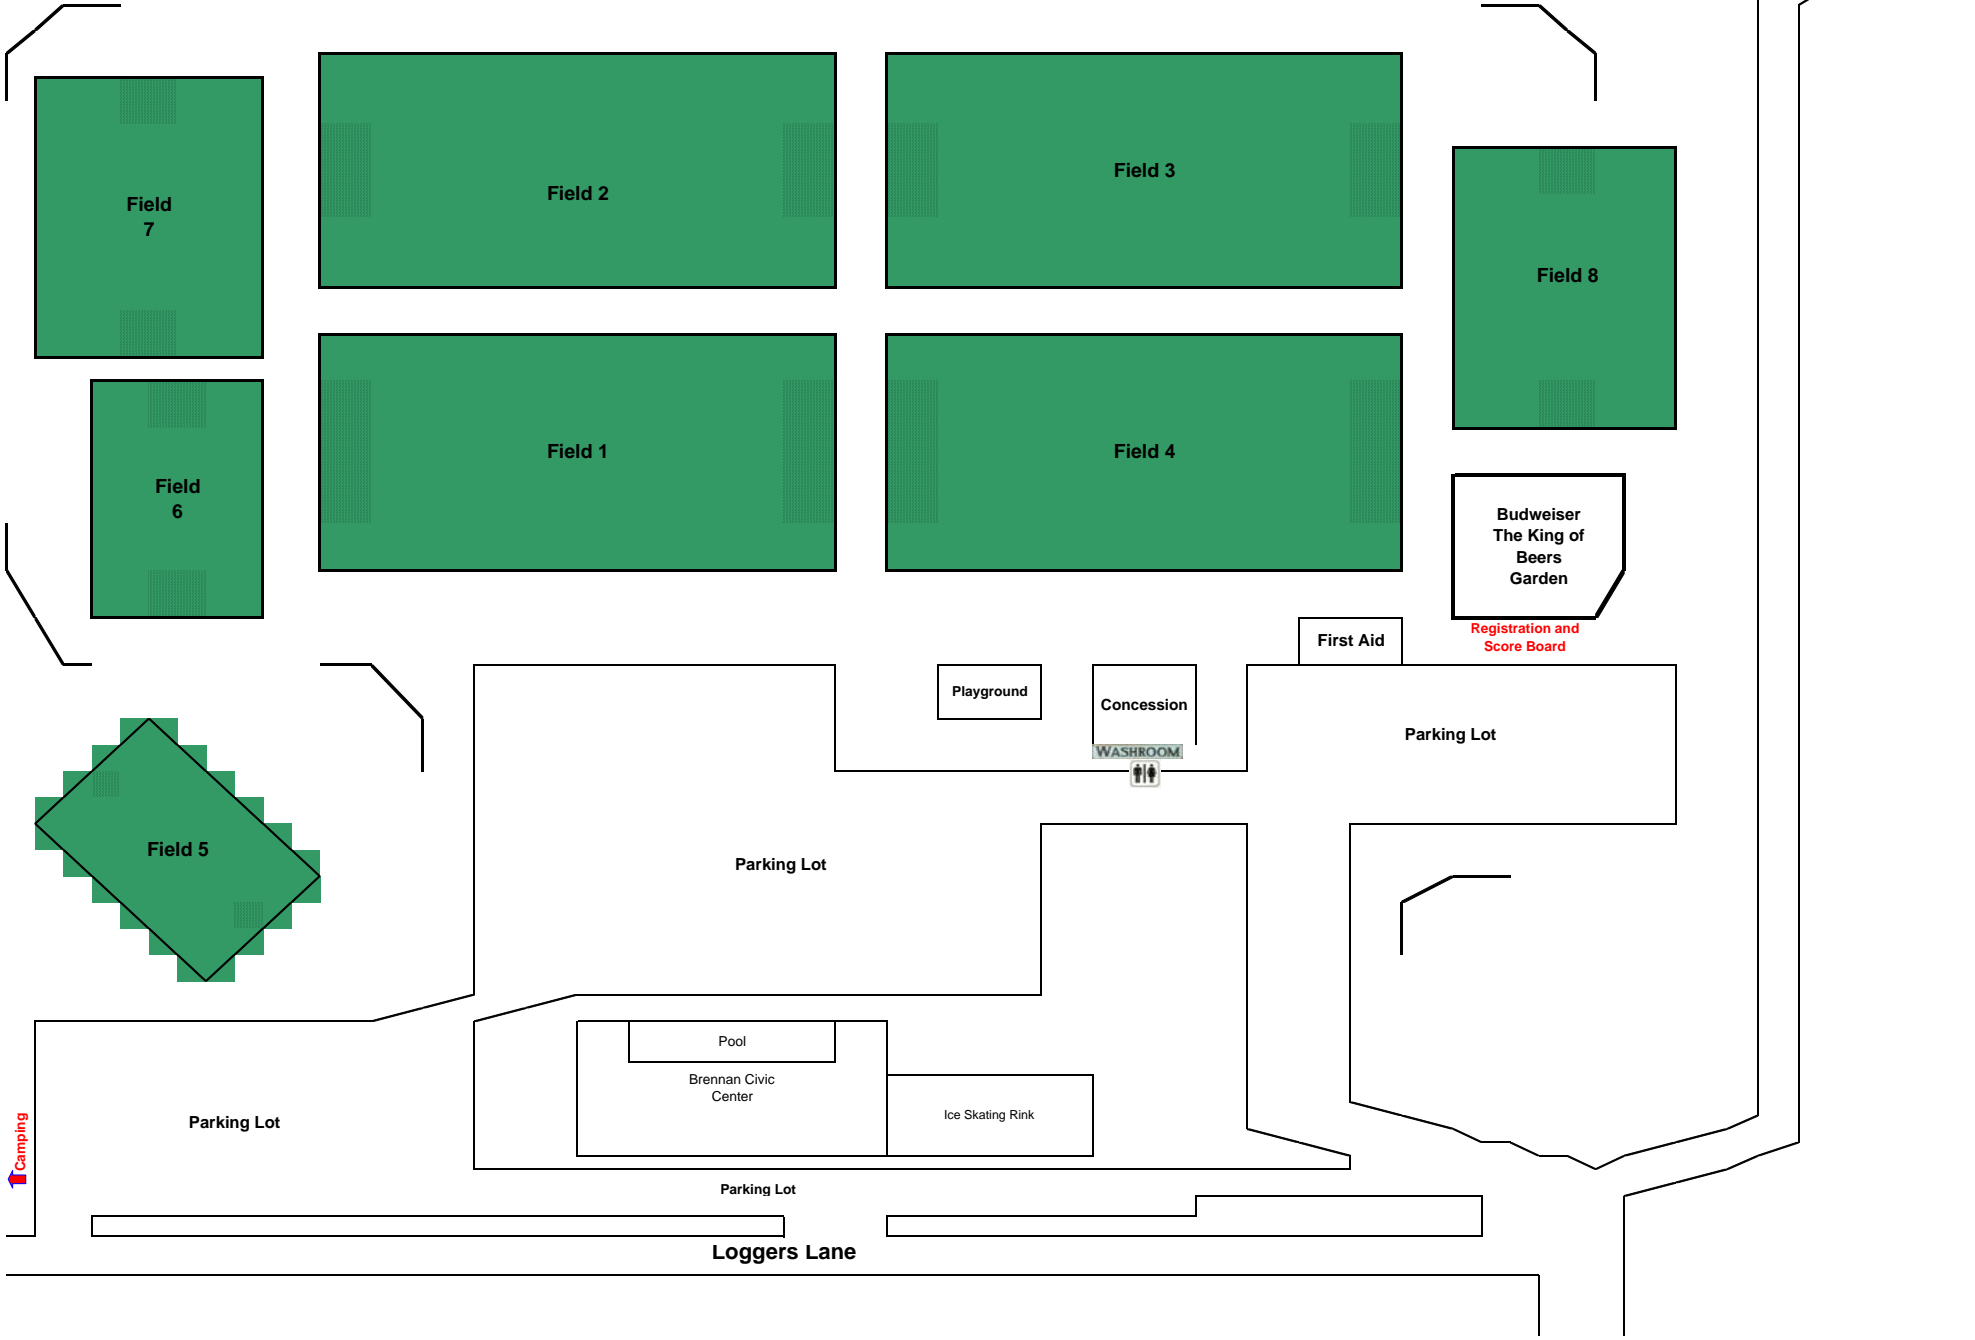 Field 3
Field 2
Field
7
Field 8
Field 1
Field 4
Field
6
Budweiser
The King of
Beers
Garden
Registration and
Score Board
First Aid
Playground
Concession
WASHROOM
Parking Lot
Field 5
Parking Lot
Pool
Brennan Civic
Center
Ice Skating Rink
Parking Lot
Camping
Parking Lot
Loggers Lane